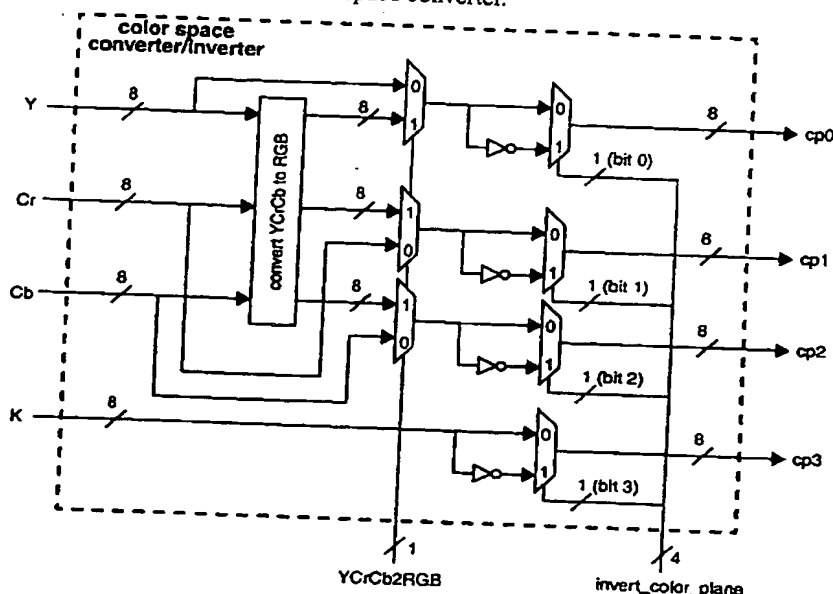 color space
converter/inverter
Y
8
0
8
1
8
cp0
0
1
1 (bit 0)
convert YCrCb to RGB
Cr
8
8
1
0
0
1
8
cp1
1 (bit 1)
Cb
8
8
1
0
0
1
8
cp2
1 (bit 2)
K
8
0
1
8
cp3
1 (bit 3)
1
YCrCb2RGB
4
invert_color_plane